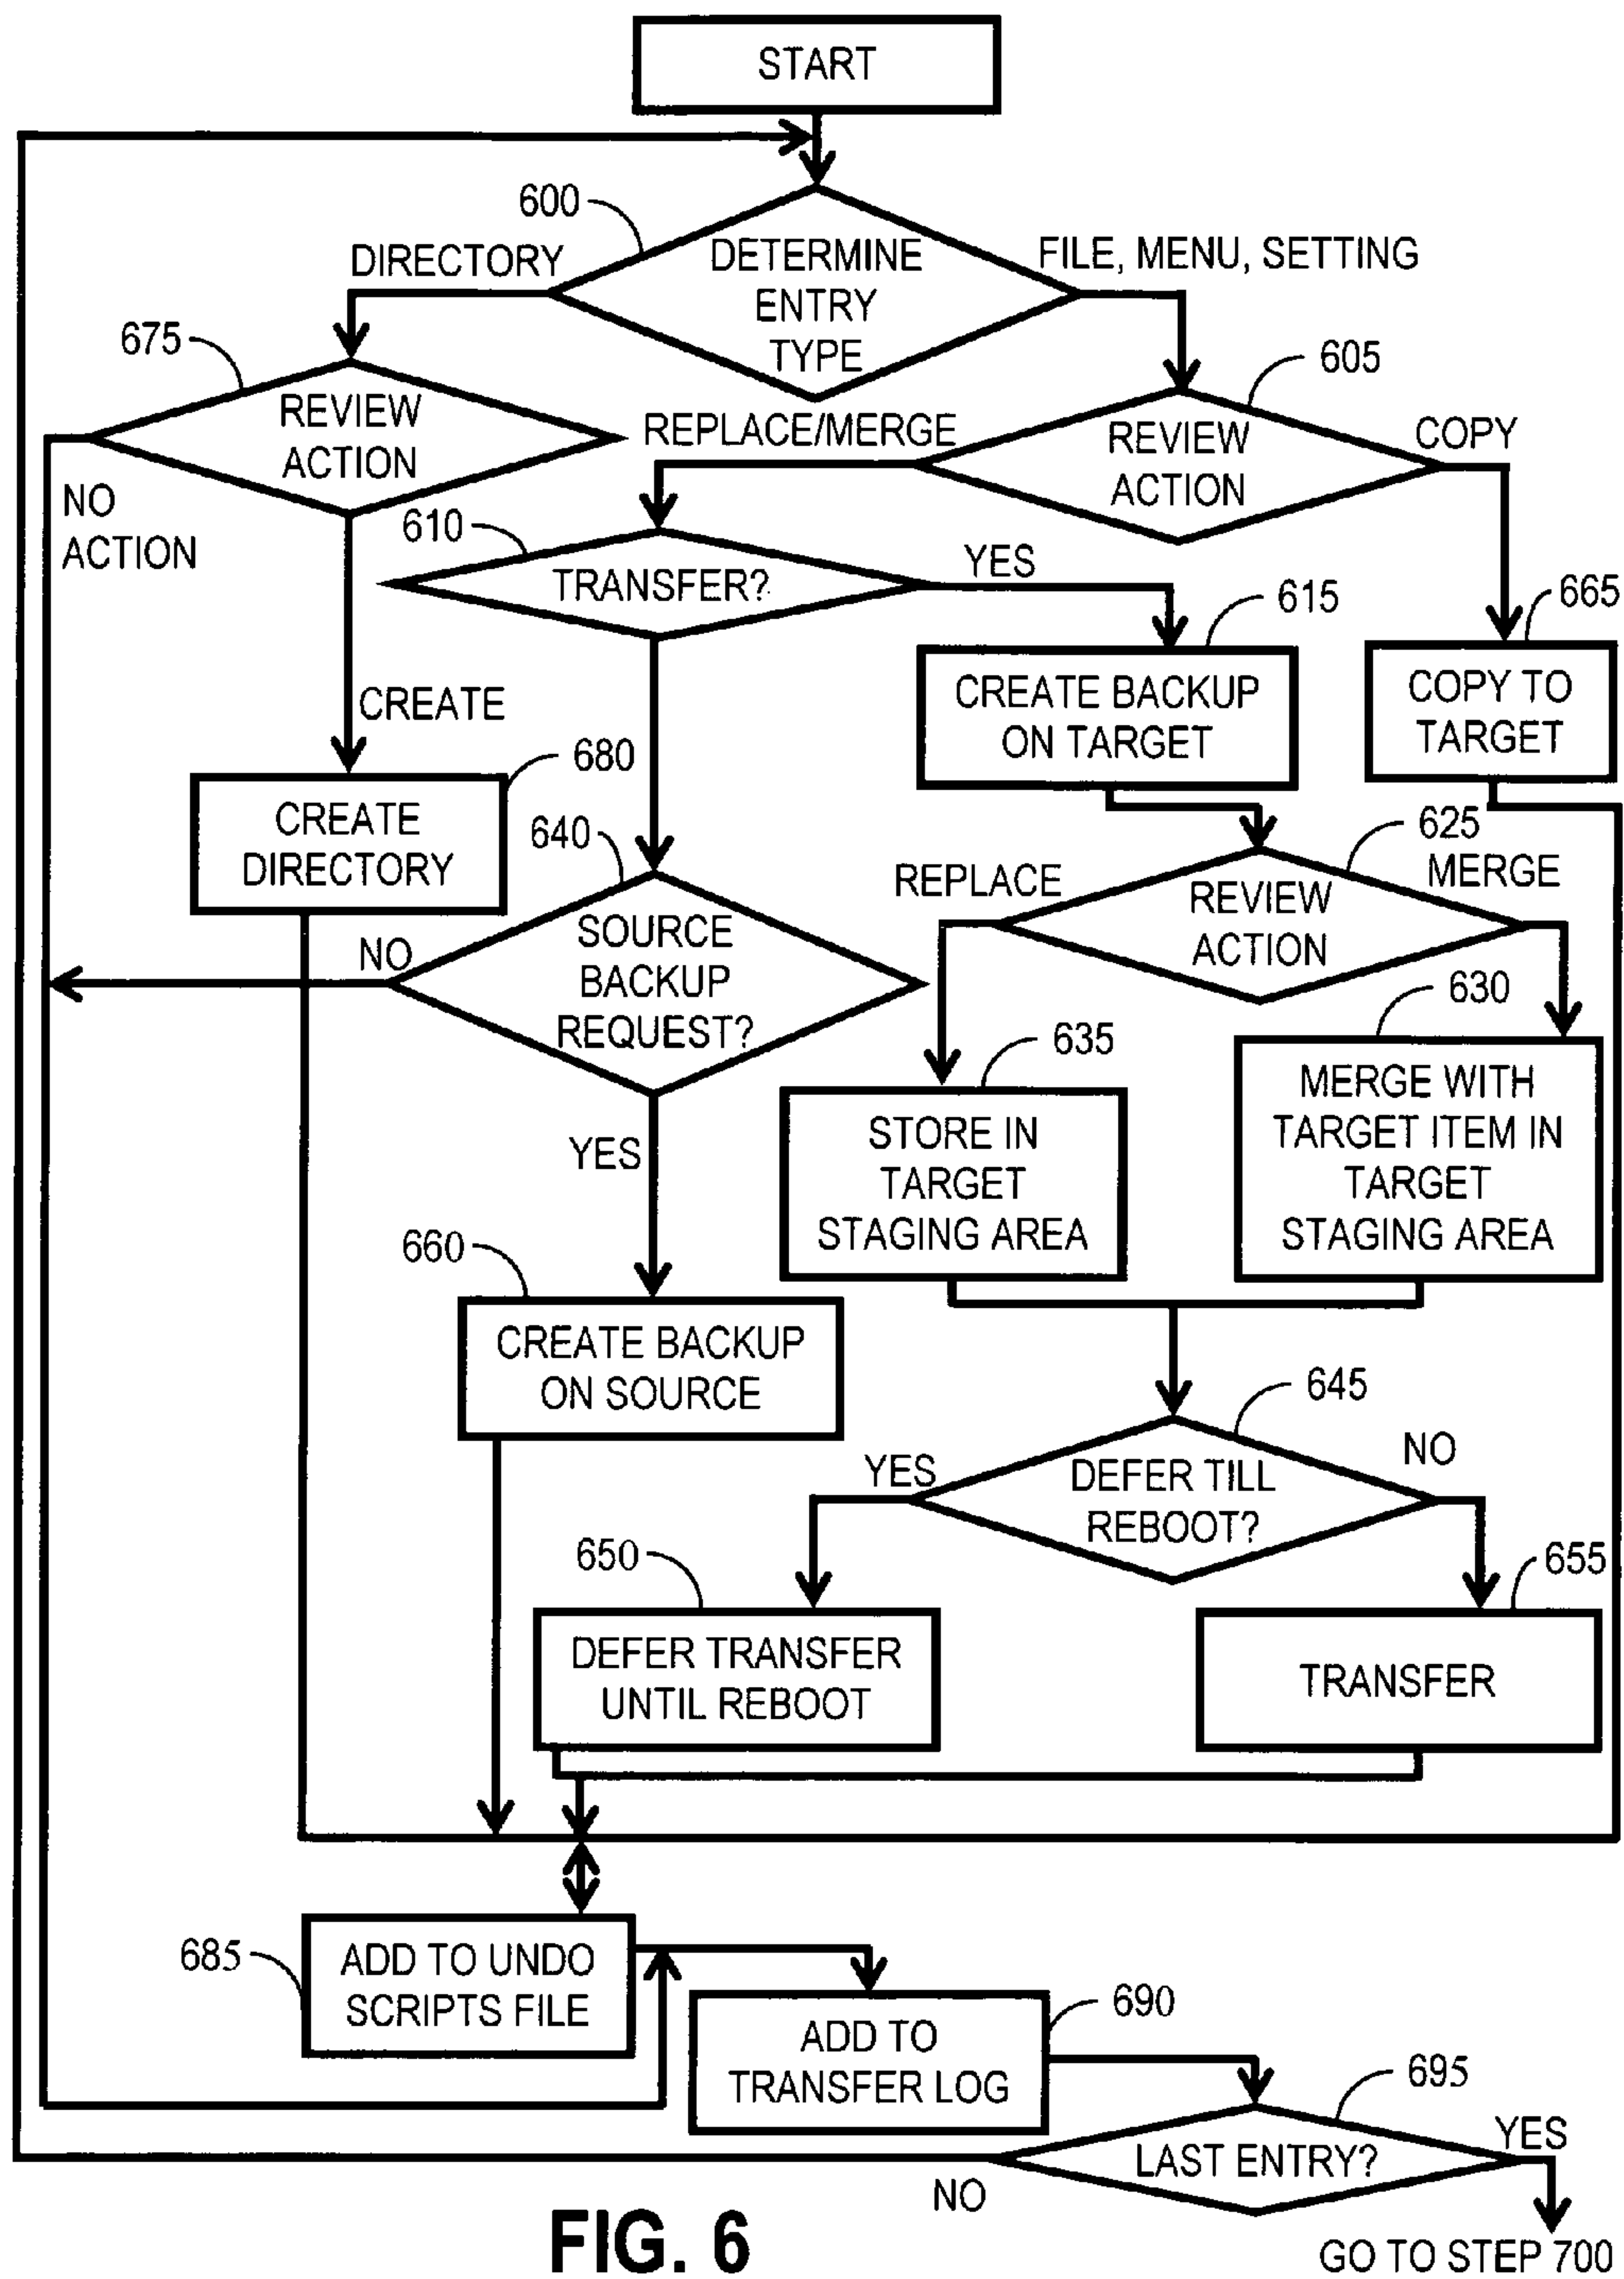 START
600
DIRECTORY
DETERMINE
ENTRY
TYPE
FILE, MENU, SETTING
675
REVIEW
ACTION
605
REPLACE/MERGE
REVIEW
ACTION
COPY
NO
ACTION
610
TRANSFER?
YES
615
665
CREATE BACKUP
ON TARGET
COPY TO
TARGET
CREATE
680
CREATE
DIRECTORY
640
625
REPLACE
MERGE
REVIEW
ACTION
NO
SOURCE
BACKUP
REQUEST?
635
630
STORE IN
TARGET
STAGING AREA
MERGE WITH
TARGET ITEM IN
TARGET
STAGING AREA
YES
660
CREATE BACKUP
ON SOURCE
645
YES
DEFER TILL
REBOOT?
NO
650
655
DEFER TRANSFER
UNTIL REBOOT
TRANSFER
685
ADD TO UNDO
SCRIPTS FILE
690
ADD TO
TRANSFER LOG
695
LAST ENTRY?
YES
NO
GO TO STEP 700
FIG. 6